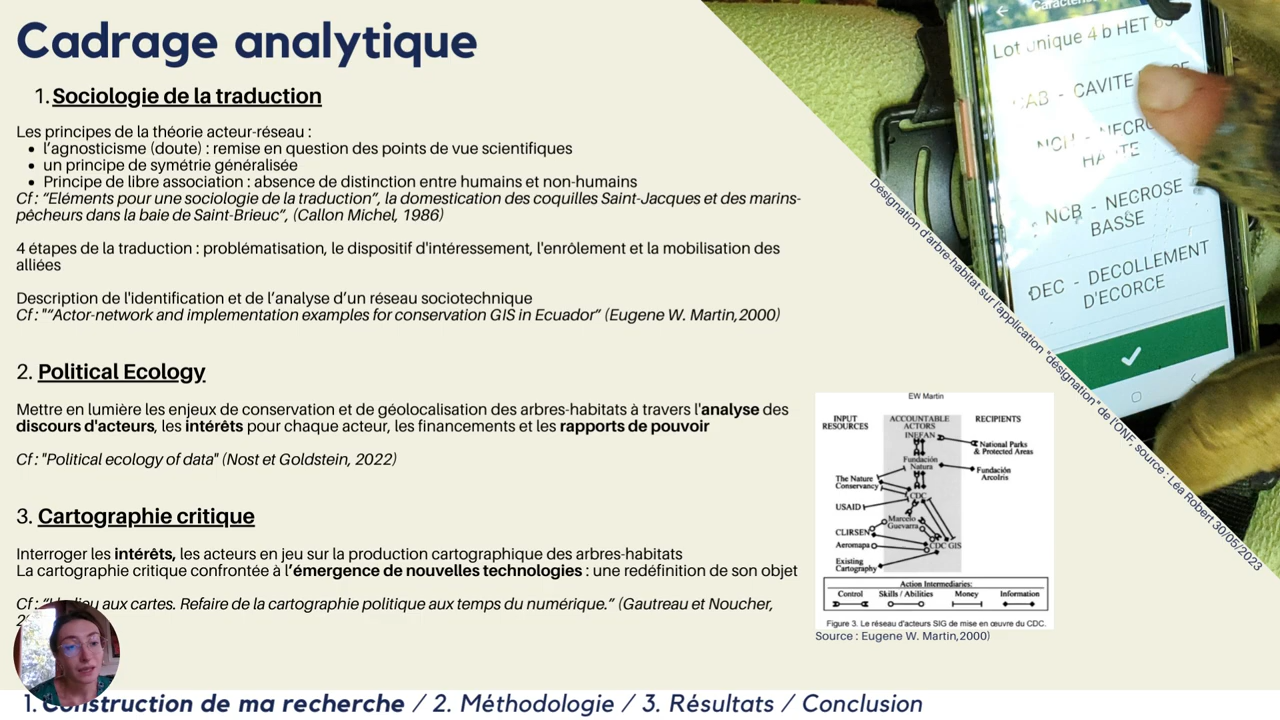 Cadrage analytique
1. Sociologie de la traduction
Les principes de la théorie acteur-réseau :
• l’agnosticisme (doute) : remise en question des points de vue scientifiques
• un principe de symétrie généralisée
• Principe de libre association : absence de distinction entre humains et non-humains
Cf : “Eléments pour une sociologie de la traduction”, la domestication des coquilles Saint-Jacques et des marins-
pêcheurs dans la baie de Saint-Brieuc”, (Callon Michel, 1986)
4 étapes de la traduction : problématisation, le dispositif d'intéressement, l'enrôlement et la mobilisation des
alliées
Description de l'identification et de l’analyse d’un réseau sociotechnique
Cf : "“Actor-network and implementation examples for conservation GIS in Ecuador” (Eugene W. Martin,2000)
2. Political Ecology
Mettre en lumière les enjeux de conservation et de géolocalisation des arbres-habitats à travers l'analyse des
discours d'acteurs, les intérêts pour chaque acteur, les financements et les rapports de pouvoir
Cf : "Political ecology of data" (Nost et Goldstein, 2022)
3. Cartographie critique
Interroger les intérêts, les acteurs en jeu sur la production cartographique des arbres-habitats
La cartographie critique confrontée à l’émergence de nouvelles technologies : une redéfinition de son objet
Cf : aux cartes. Refaire de la cartographie politique aux temps du numérique.” (Gautreau et Noucher,
Lot unique 4 b HET
CAVITE
HAUTE
NCB - NECROSE
BASSE
DEC - DECOLLEMENT
D'ECORCE
Désignation d'arbre-habitat sur l'application "désignation" de l'ONF, source : Léa Robert 30/05/2023
EW Martin
INPUT
RESOURCES
ACCOUNTABLE
ACTORS
RECIPIENTS
INEFAN
National Parks
& Protected Areas
Fundación
Natura
Fundación
ArcoIris
The Nature
Conservancy
CDC
USAID
Marcelo
Guevarra
CLIRSEN
Aeromapa
CDC GIS
Existing
Cartography
Action Intermediaries:
Control Skills / Abilities Money Information
Figure 3. Le réseau d'acteurs SIG de mise en œuvre du CDC.
Source : Eugene W. Martin,2000)
1. Construction de ma recherche / 2. Méthodologie / 3. Résultats / Conclusion